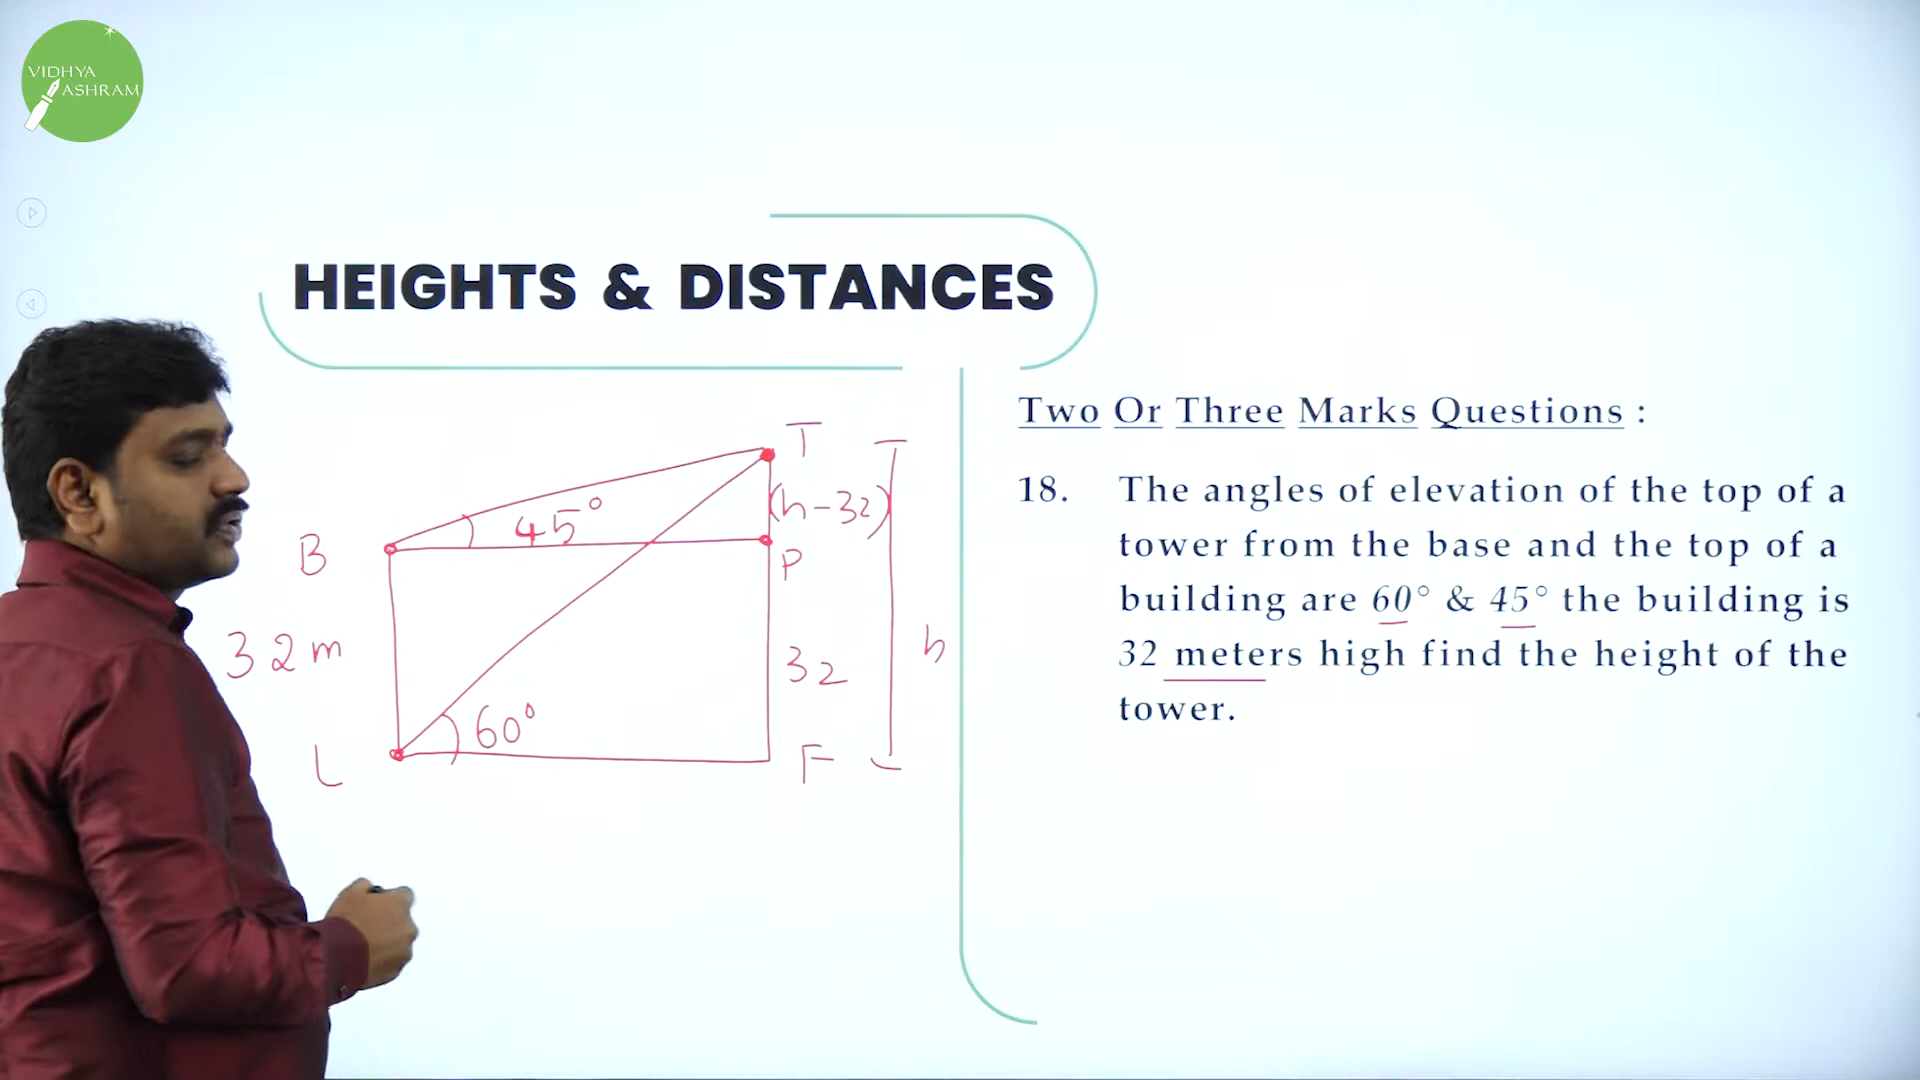 VIDHYA
ASHRAM
HEIGHTS & DISTANCES
Two Or Three Marks Questions :
18. The angles of elevation of the top of a
tower from the base and the top of a
building are 60° & 45° the building is
32 meters high find the height of the
tower.
T
(h-32)
45°
B
P
32m
32
h
60°
L
F